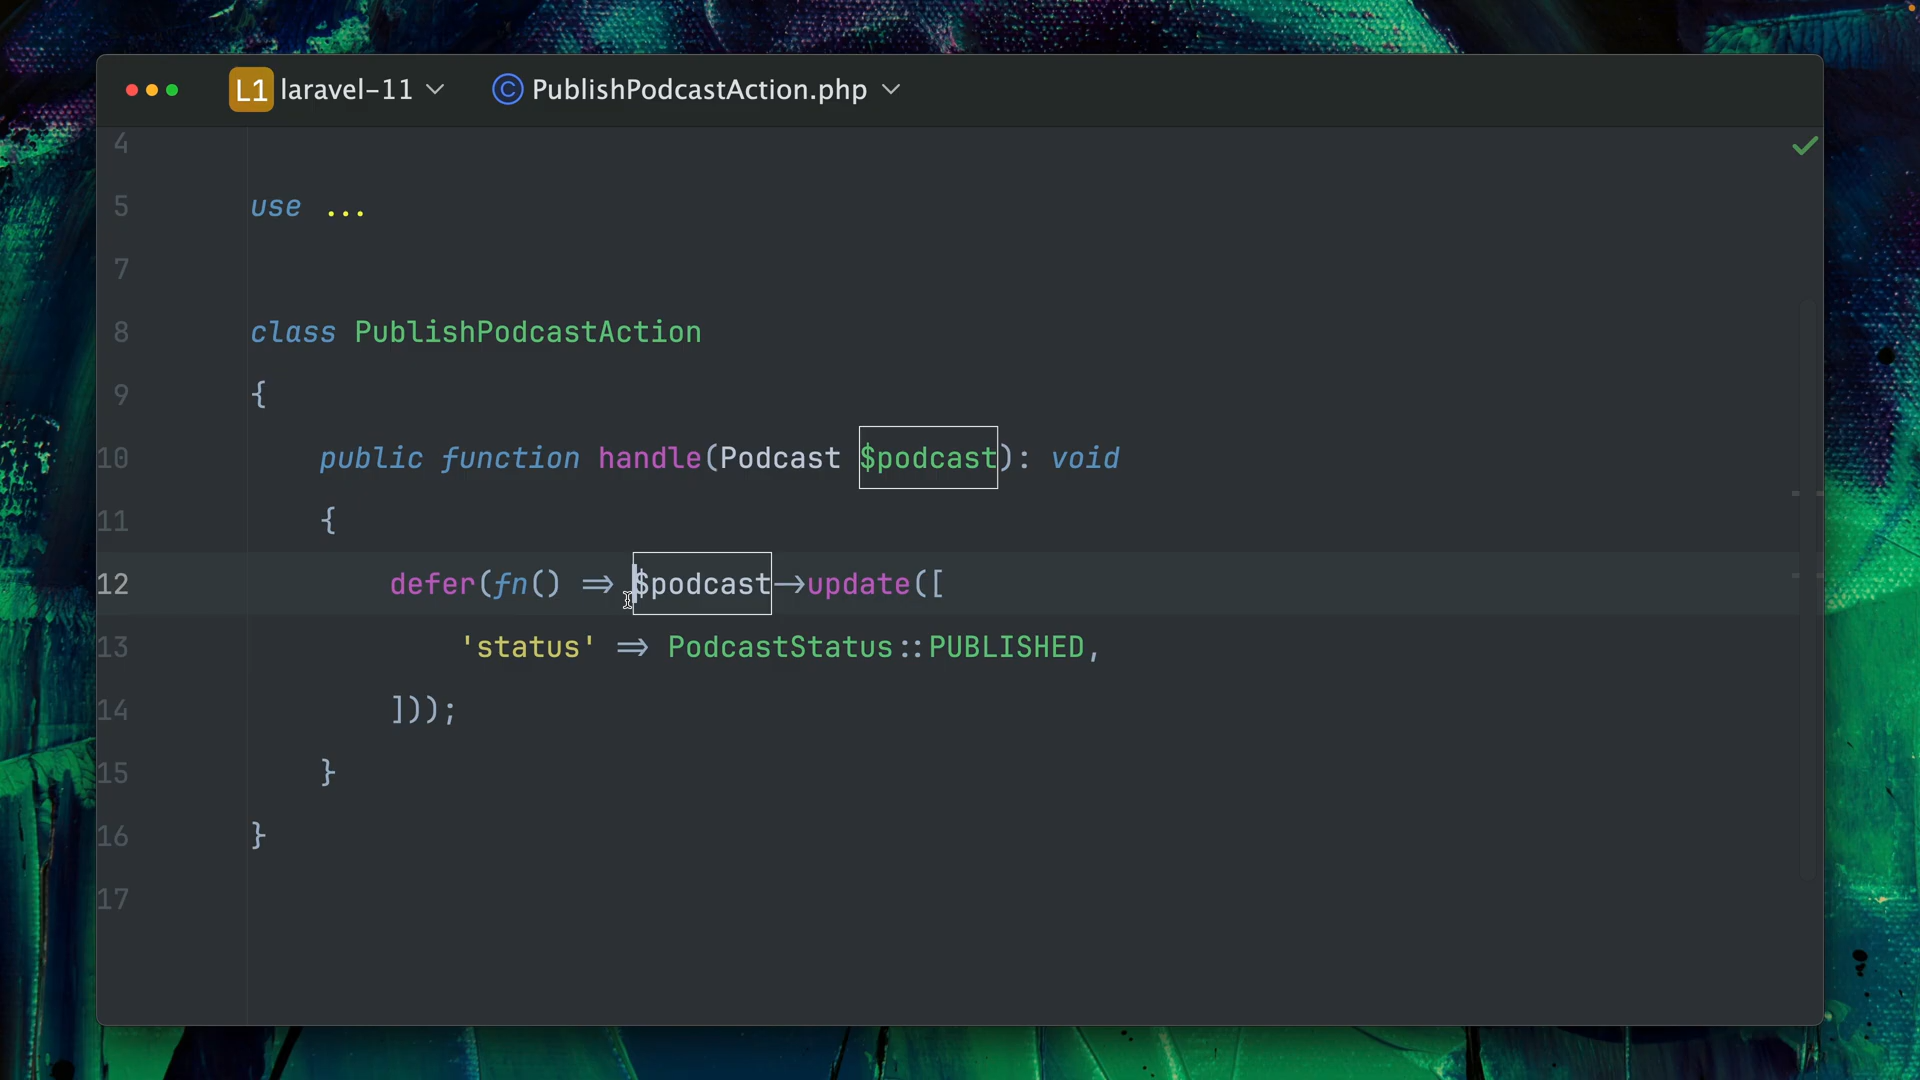 L1 laravel-11 PublishPodcastAction.php
4
5 use ...
7
8 class PublishPodcastAction
9 {
10 public function handle(Podcast $podcast): void
11 {
12 defer(fn() => $podcast->update([
13 'status' => PodcastStatus::PUBLISHED,
14 ]));
15 }
16 }
17